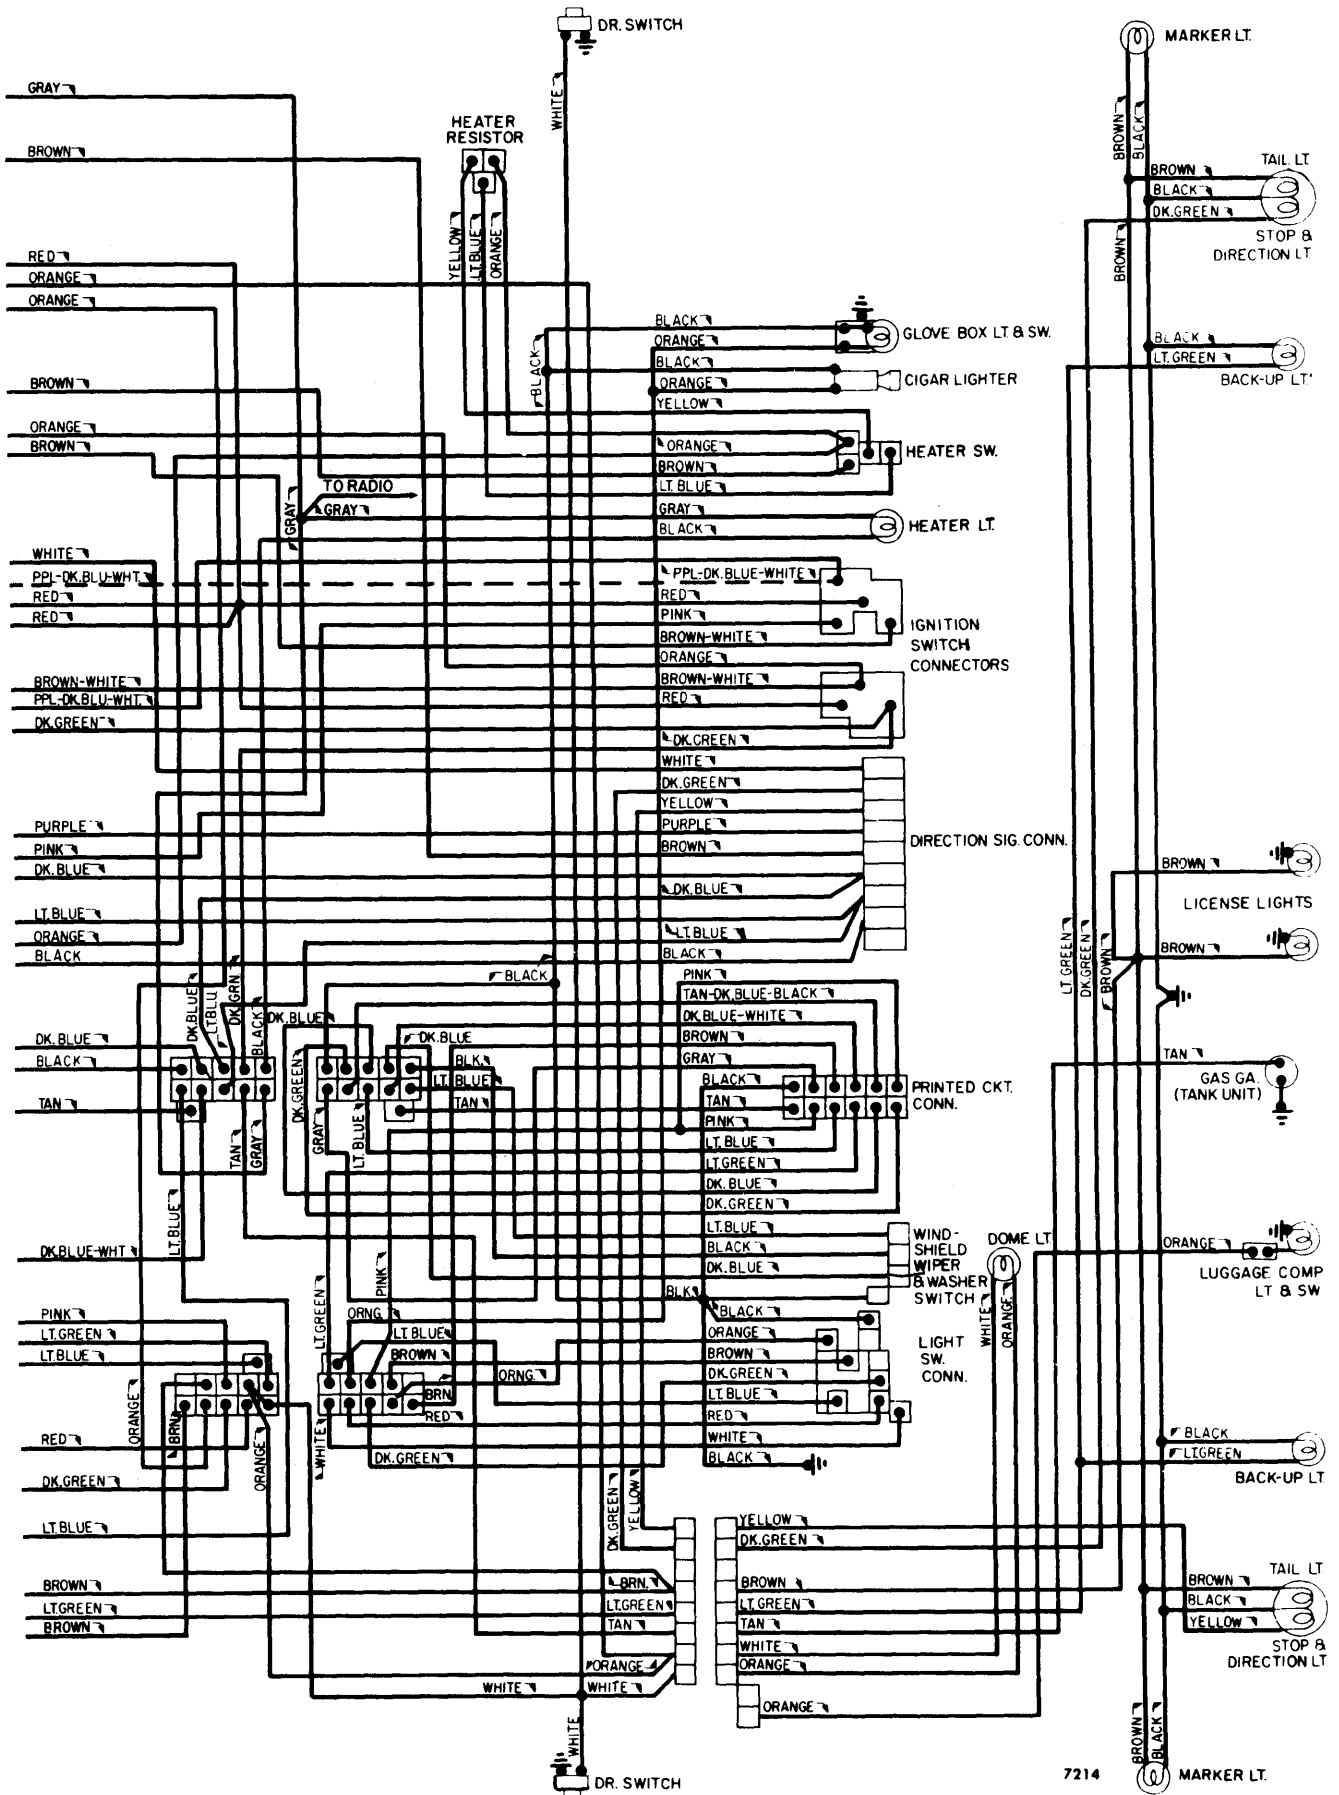 DR. SWITCH
MARKER LT.
GRAY
WHITE
HEATER
RESISTOR
BROWN
BLACK
BROWN
TAIL LT.
BROWN
BLACK
DK.GREEN
STOP &
DIRECTION LT.
YELLOW
LT.BLUE
ORANGE
BROWN
RED
ORANGE
ORANGE
BLACK
ORANGE
GLOVE BOX LT & SW.
BLACK
BLACK
ORANGE
CIGAR LIGHTER
BLACK
LT.GREEN
BACK-UP LT.
BROWN
YELLOW
ORANGE
BROWN
ORANGE
BROWN
LT. BLUE
HEATER SW.
TO RADIO
GRAY
GRAY
GRAY
BLACK
HEATER LT.
WHITE
PPL-DK.BLU-WHT.
RED
RED
PPL-DK.BLUE-WHITE
RED
PINK
BROWN-WHITE
ORANGE
BROWN-WHITE
RED
IGNITION
SWITCH
CONNECTORS
BROWN-WHITE
PPL-DK.BLU-WHT.
DK.GREEN
DK.GREEN
WHITE
DK.GREEN
YELLOW
PURPLE
BROWN
DIRECTION SIG. CONN.
PURPLE
PINK
DK. BLUE
DK.BLUE
BROWN
LICENSE LIGHTS
LT. BLUE
ORANGE
BLACK
LT.BLUE
BLACK
LT. GREEN
DK.GREEN
BROWN
BROWN
BLACK
PINK
TAN-DK.BLUE-BLACK
DK.BLUE-WHITE
BROWN
GRAY
BLACK
TAN
PINK
LT. BLUE
LT.GREEN
DK. BLUE
DK. GREEN
PRINTED CKT.
CONN.
DK.BLUE
LT.BLU
DK.GRN
BLACK
DK.BLUE
DK.BLUE
BLK.
LT. BLUE
TAN
DK. BLUE
BLACK
TAN
DK.GREEN
GRAY
LT. BLUE
TAN
GRAY
TAN
GAS GA.
(TANK UNIT)
LT.BLUE
DK.BLUE-WHT
LT. BLUE
BLACK
DK. BLUE
BLK
WIND-
SHIELD
WIPER
& WASHER
SWITCH
DOME LT.
WHITE
ORANGE
ORANGE
LUGGAGE COMP
LT & SW
PINK
LT.GREEN
LT. BLUE
LT.GREEN
ORNG.
PINK
LT BLUE
BROWN
ORNG.
BRN.
RED
BLACK
ORANGE
BROWN
DK.GREEN
LT. BLUE
RED
WHITE
BLACK
LIGHT
SW.
CONN.
ORANGE
BRN.
ORANGE
WHITE
DK.GREEN
RED
DK. GREEN
LT. BLUE
BLACK
LT.GREEN
BACK-UP LT.
DK.GREEN
YELLOW
YELLOW
DK.GREEN
BROWN
LT.GREEN
BROWN
BRN.
LT.GREEN
TAN
ORANGE
WHITE
WHITE
BROWN
LT GREEN
TAN
WHITE
ORANGE
ORANGE
TAIL LT
BROWN
BLACK
YELLOW
STOP &
DIRECTION LT
WHITE
BROWN
BLACK
DR. SWITCH
7214
MARKER LT.